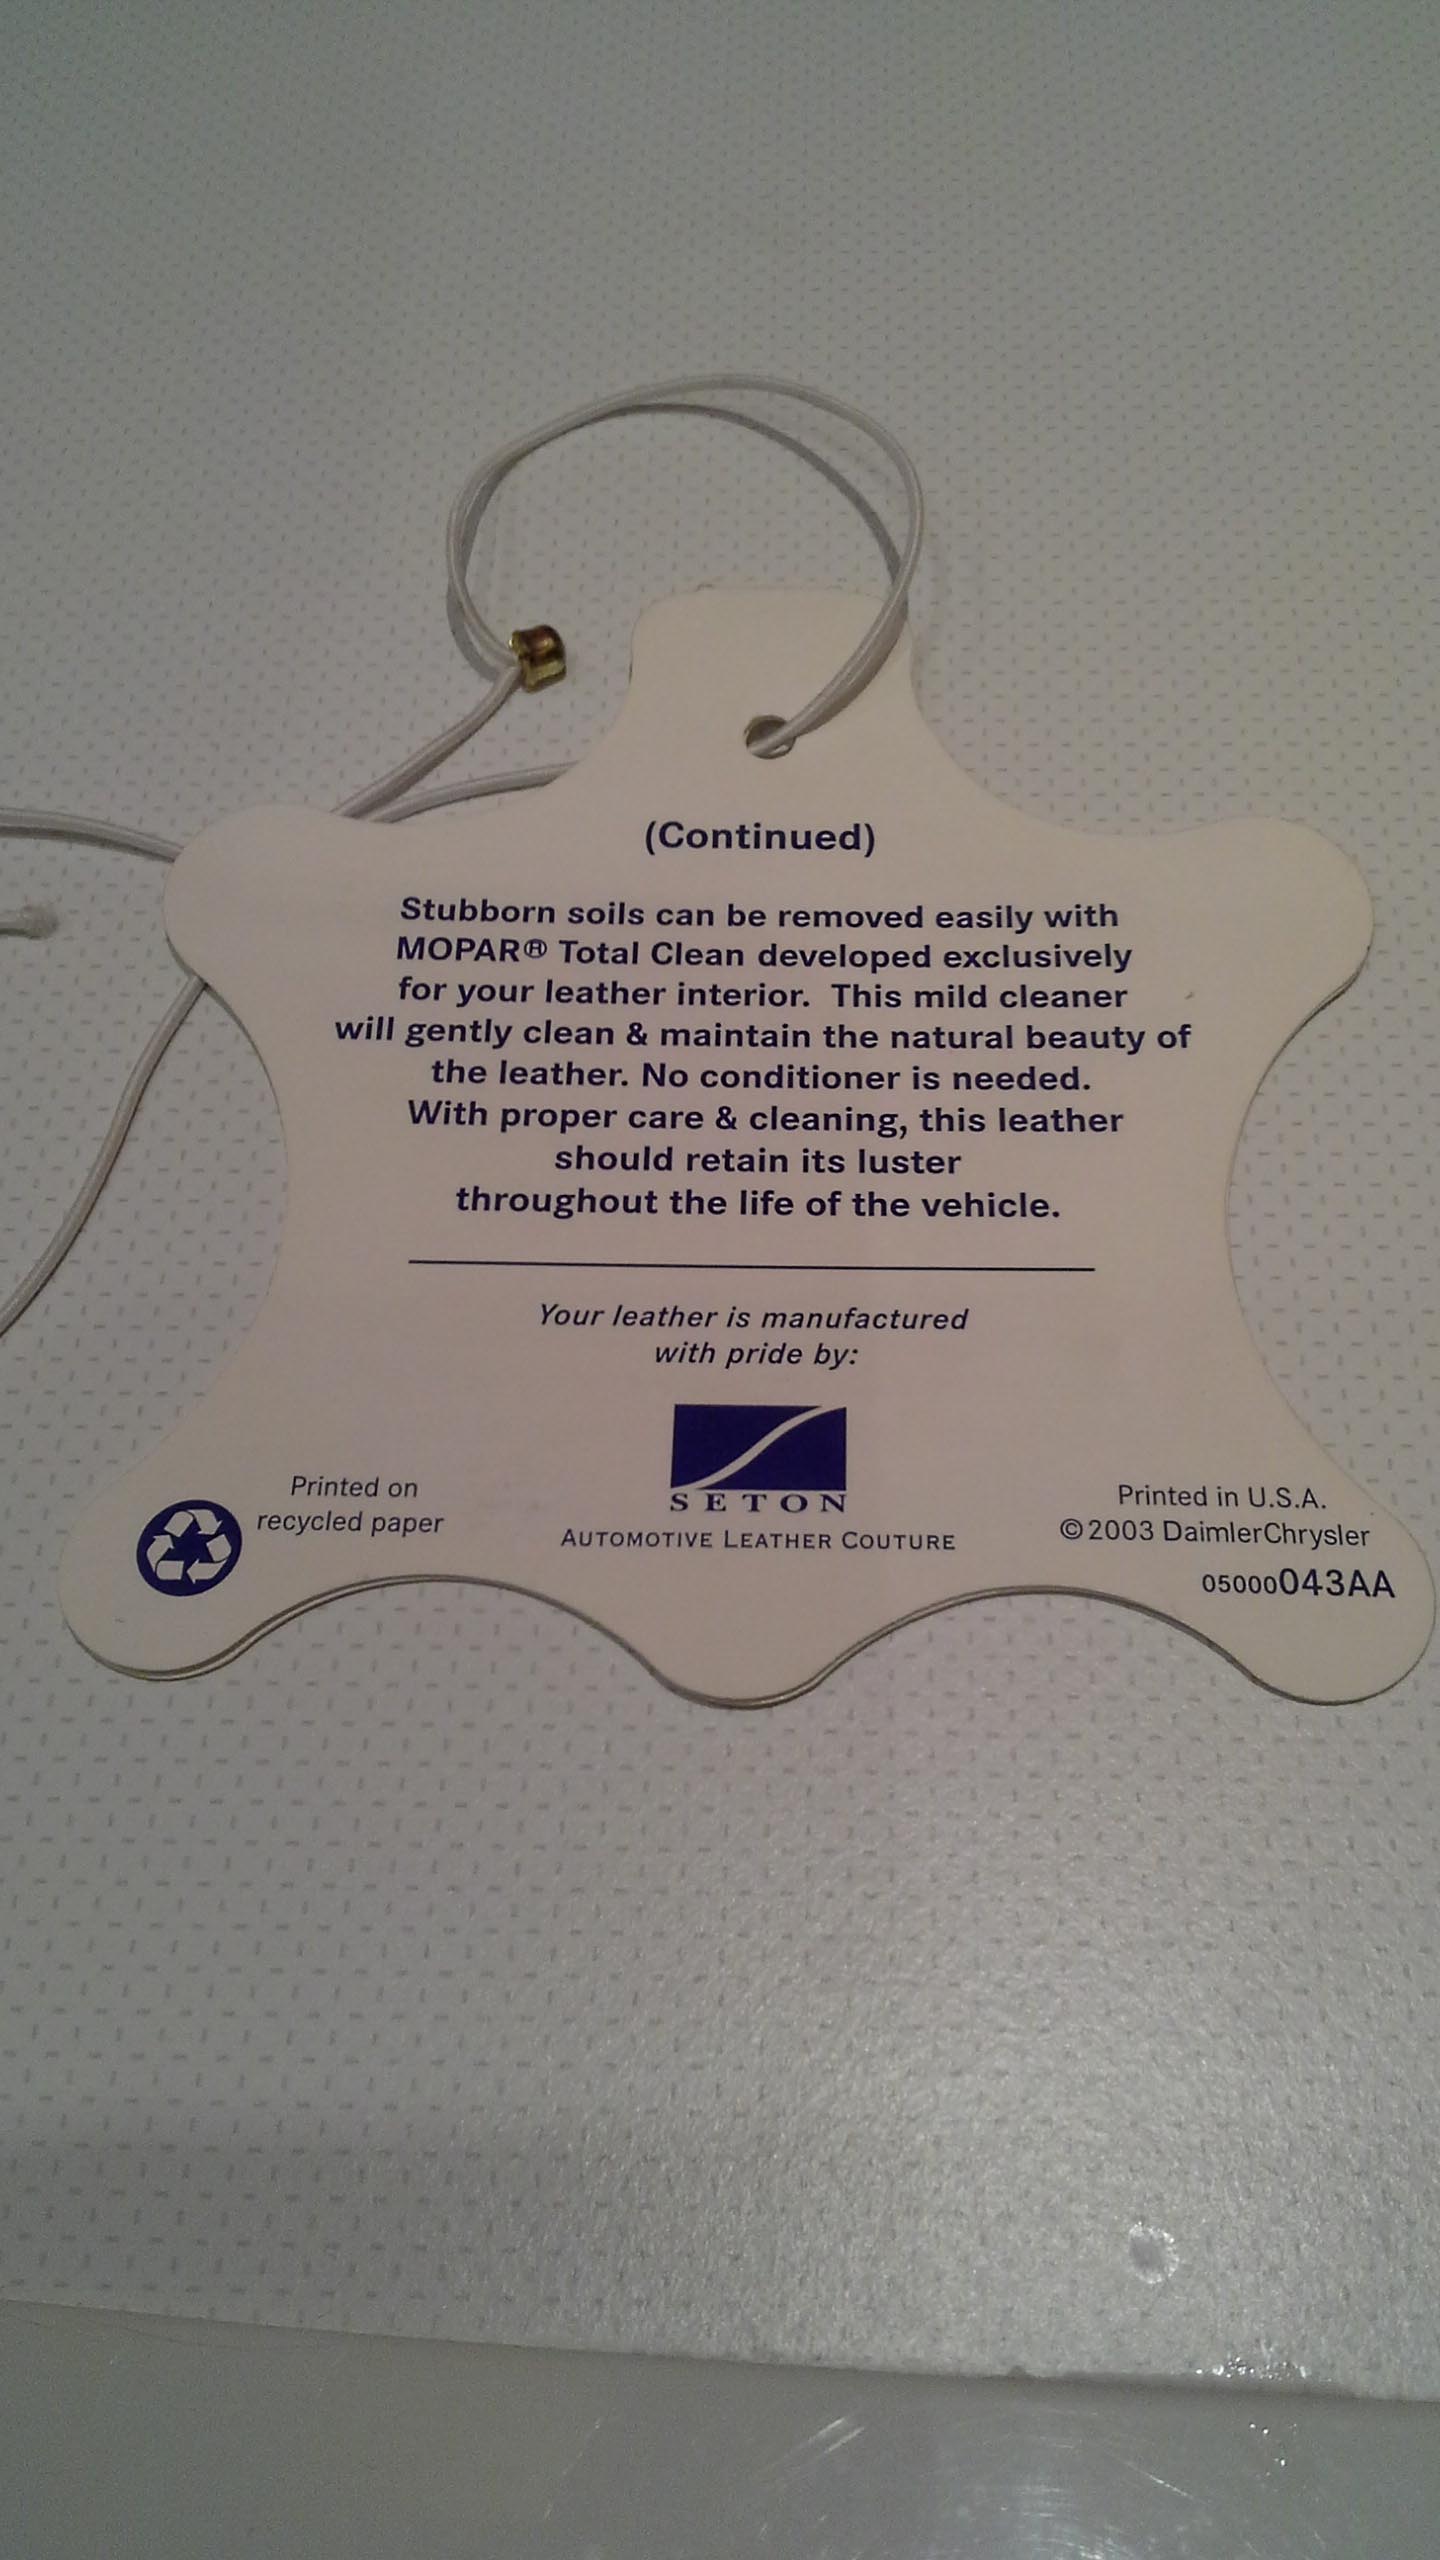 (Continued)
Stubborn soils can be removed easily with
MOPAR® Total Clean developed exclusively
for your leather interior. This mild cleaner
will gently clean & maintain the natural beauty of
the leather. No conditioner is needed.
With proper care & cleaning, this leather
should retain its luster
throughout the life of the vehicle.
Your leather is manufactured
with pride by:
SETON
AUTOMOTIVE LEATHER COUTURE
Printed on
recycled paper
Printed in U.S.A.
©2003 DaimlerChrysler
05000043AA